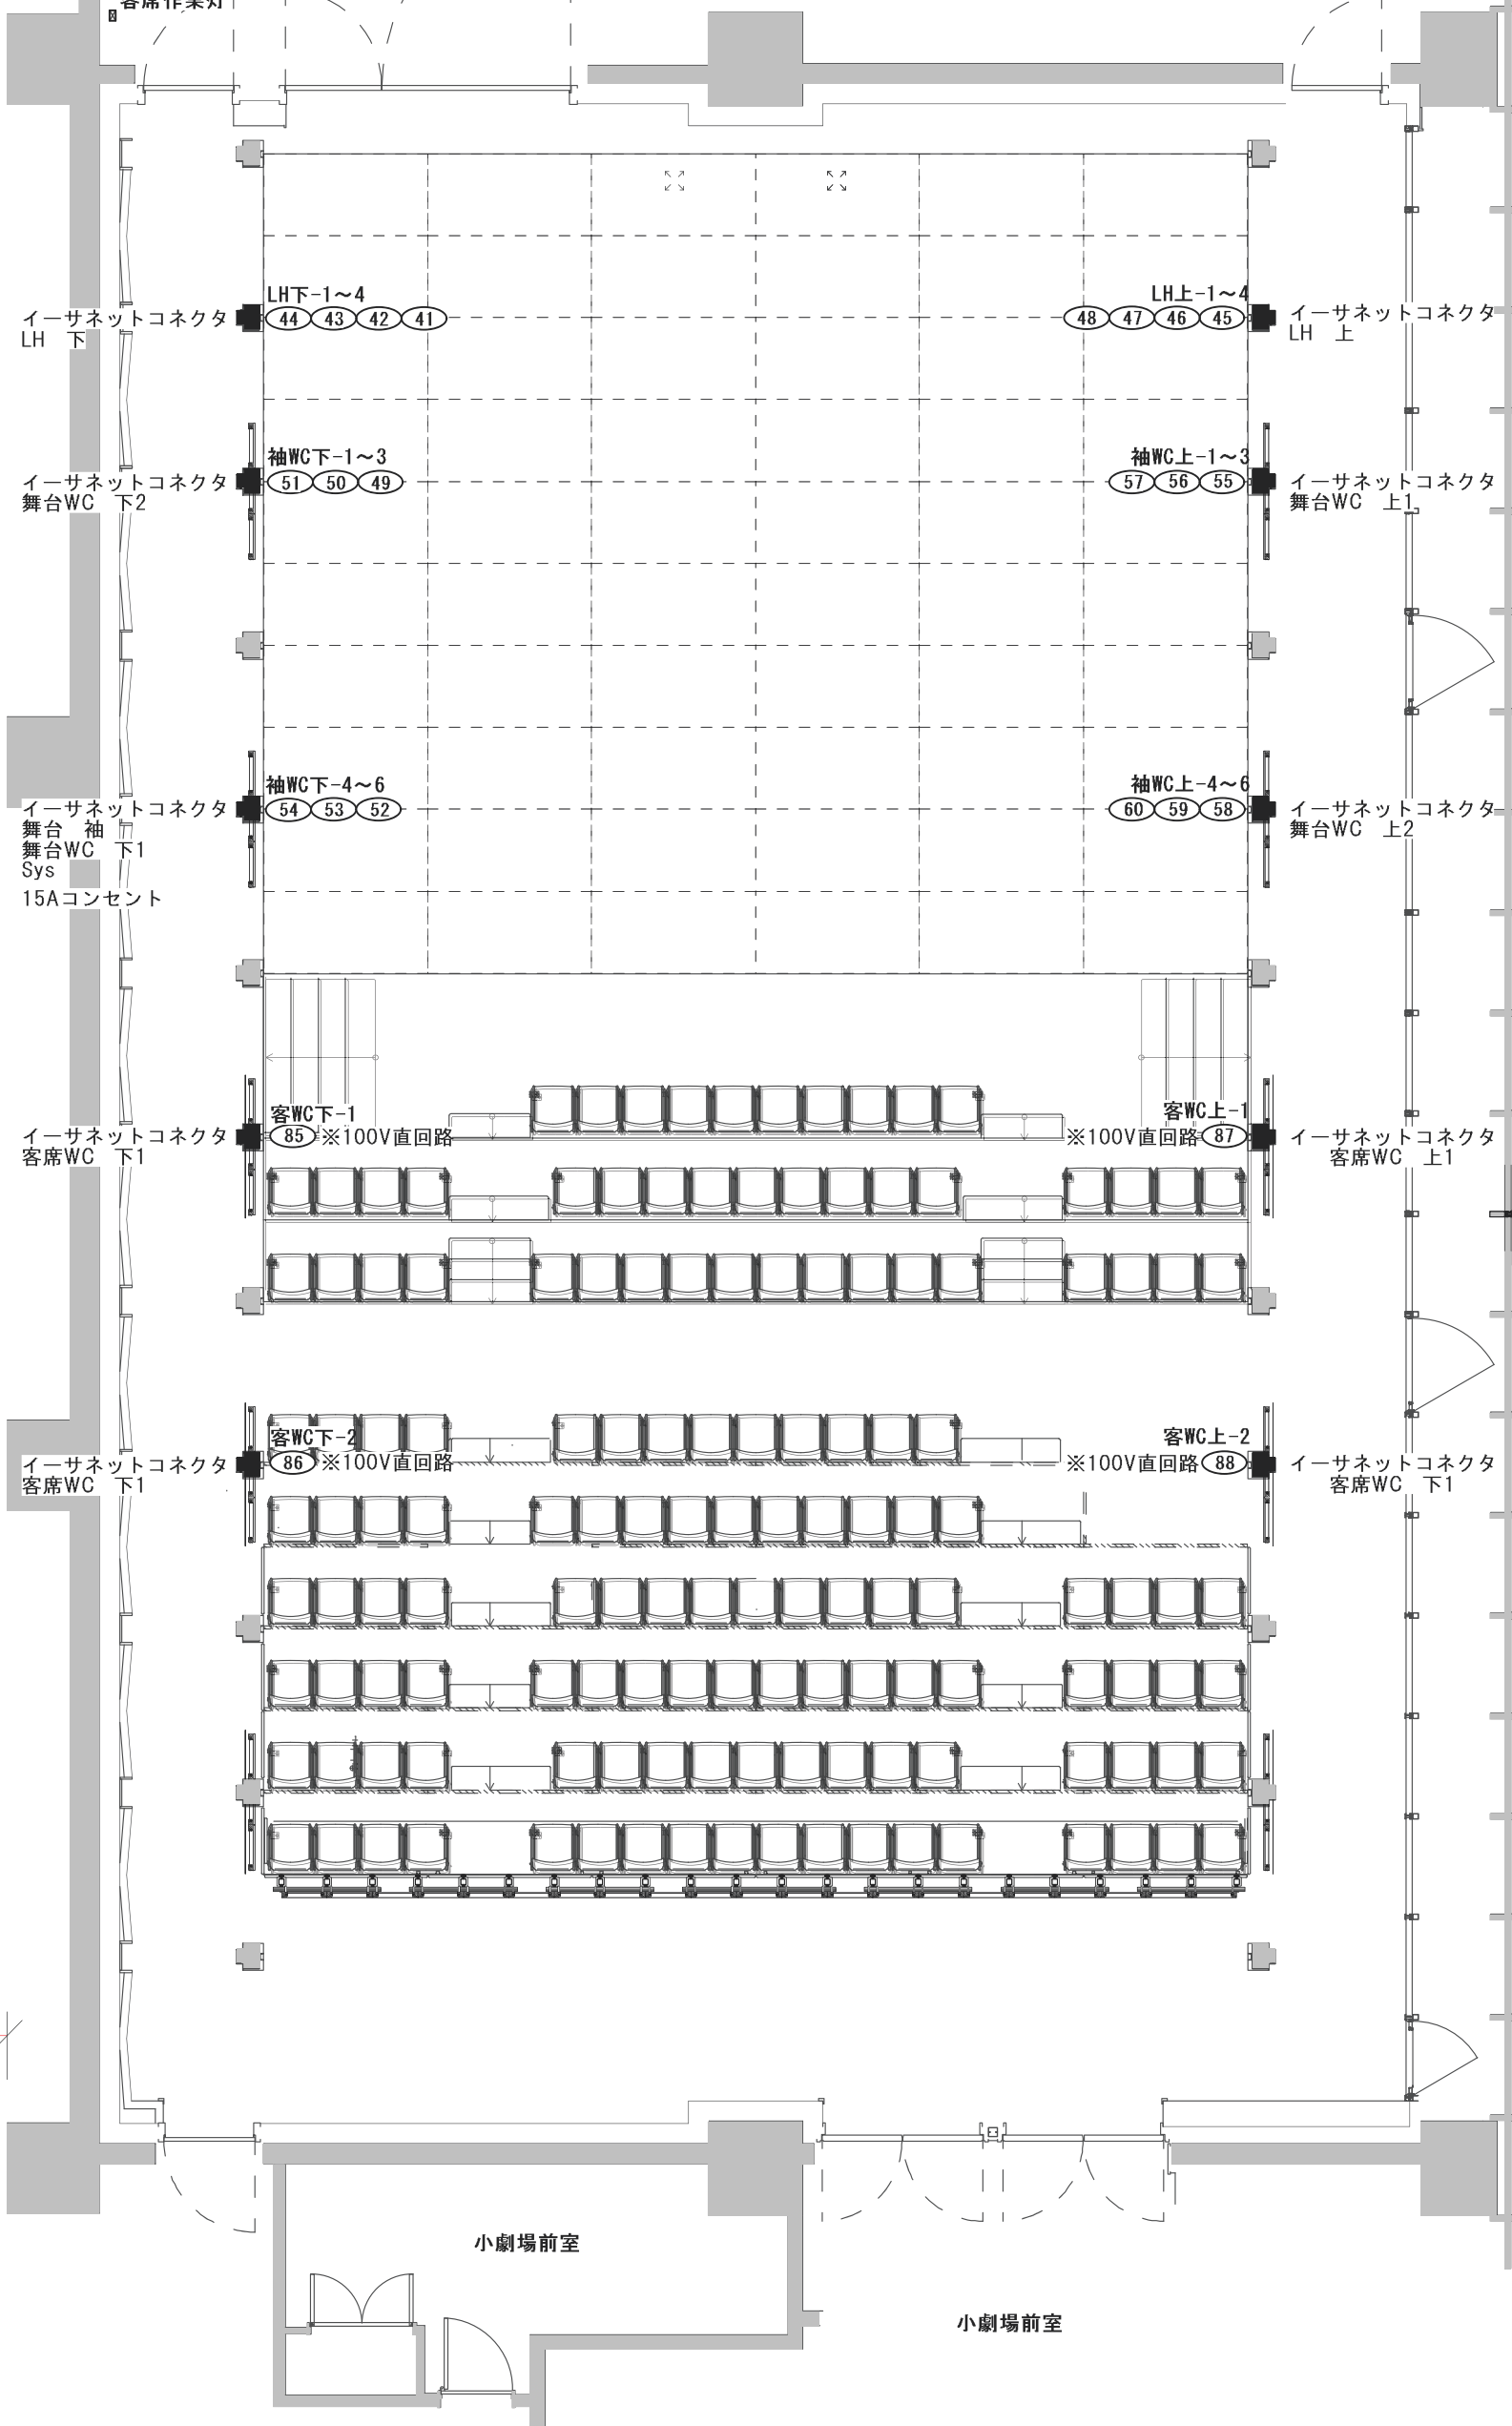 客席作業灯
LH下-1～4
44 43 42 41
イーサネットコネクタ
LH 下
LH上-1～4
48 47 46 45
イーサネットコネクタ
LH 上
袖WC下-1～3
51 50 49
イーサネットコネクタ
舞台WC 下2
袖WC上-1～3
57 56 55
イーサネットコネクタ
舞台WC 上1
袖WC下-4～6
54 53 52
イーサネットコネクタ
舞台 袖
舞台WC 下1
Sys
15Aコンセント
袖WC上-4～6
60 59 58
イーサネットコネクタ
舞台WC 上2
客WC下-1
85 ※100V直回路
イーサネットコネクタ
客席WC 下1
客WC上-1
※100V直回路 87
イーサネットコネクタ
客席WC 上1
客WC下-2
86 ※100V直回路
イーサネットコネクタ
客席WC 下1
客WC上-2
※100V直回路 88
イーサネットコネクタ
客席WC 下1
小劇場前室
小劇場前室